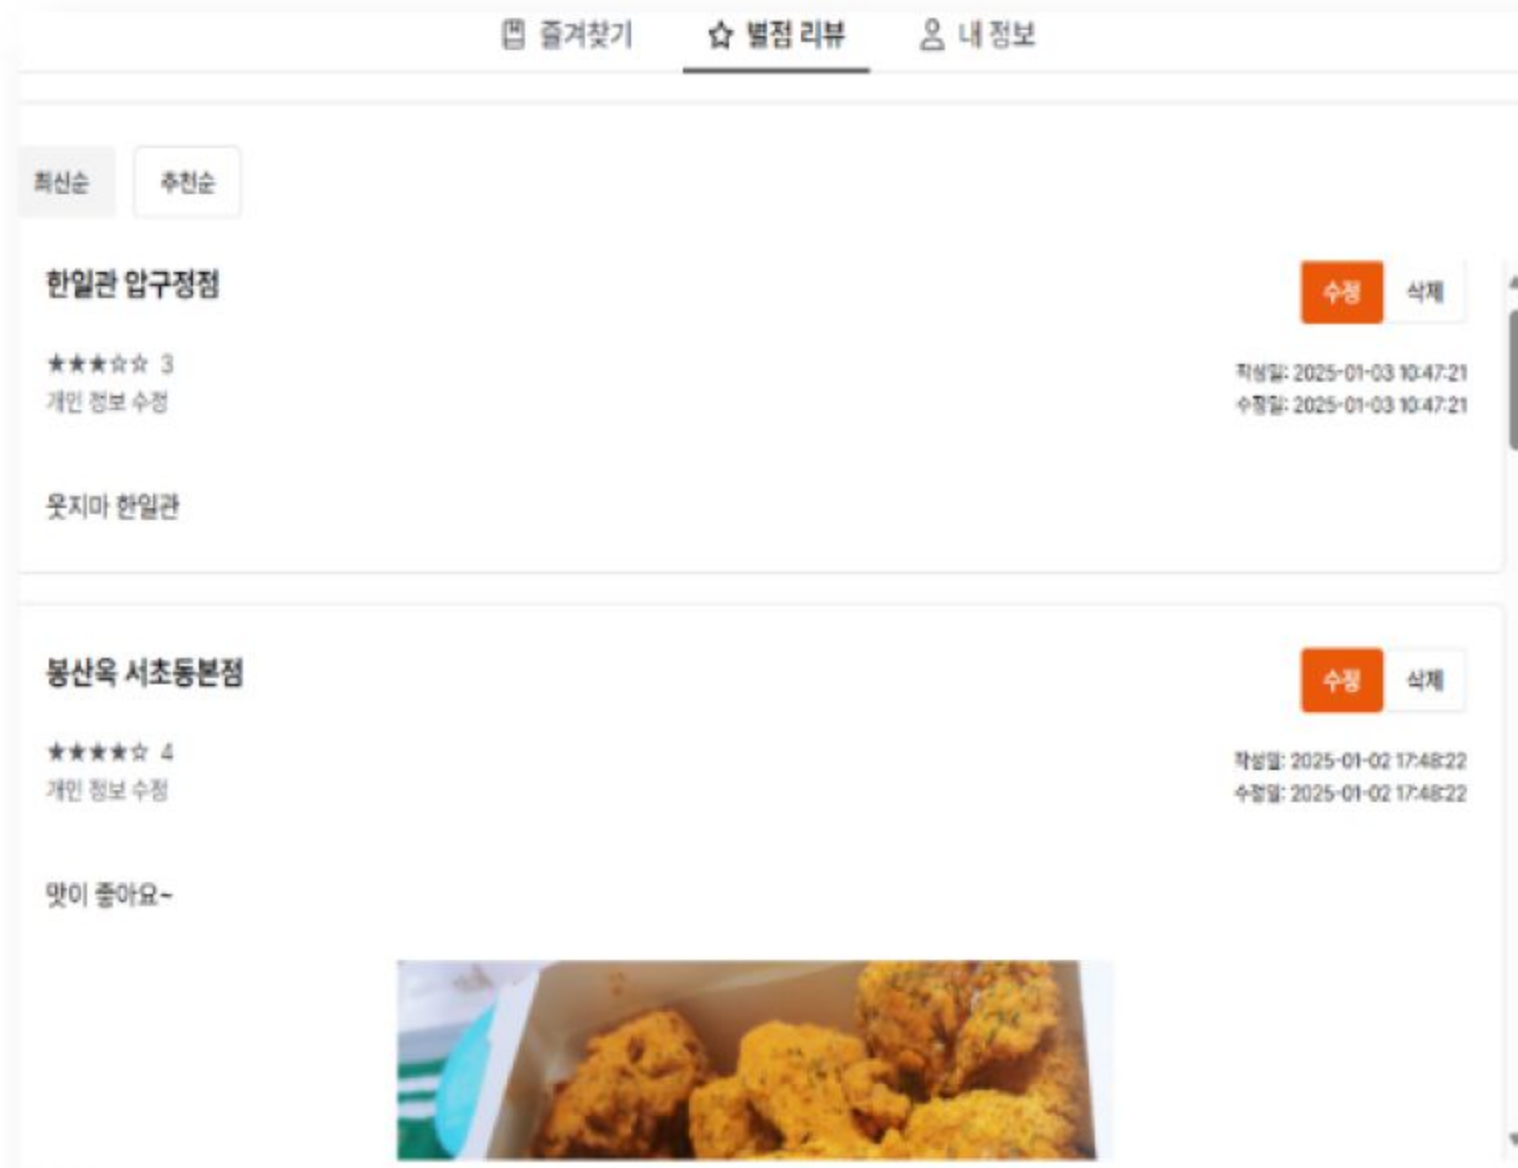 즐겨찾기 별점 리뷰 내 정보
최신순 추천순
한일관 압구정점
수정 삭제
★★★☆☆ 3
개인 정보 수정
작성일: 2025-01-03 10:47:21
수정일: 2025-01-03 10:47:21
웃지마 한일관
봉산옥 서초동본점
수정 삭제
★★★★☆ 4
개인 정보 수정
작성일: 2025-01-02 17:48:22
수정일: 2025-01-02 17:48:22
맛이 좋아요~